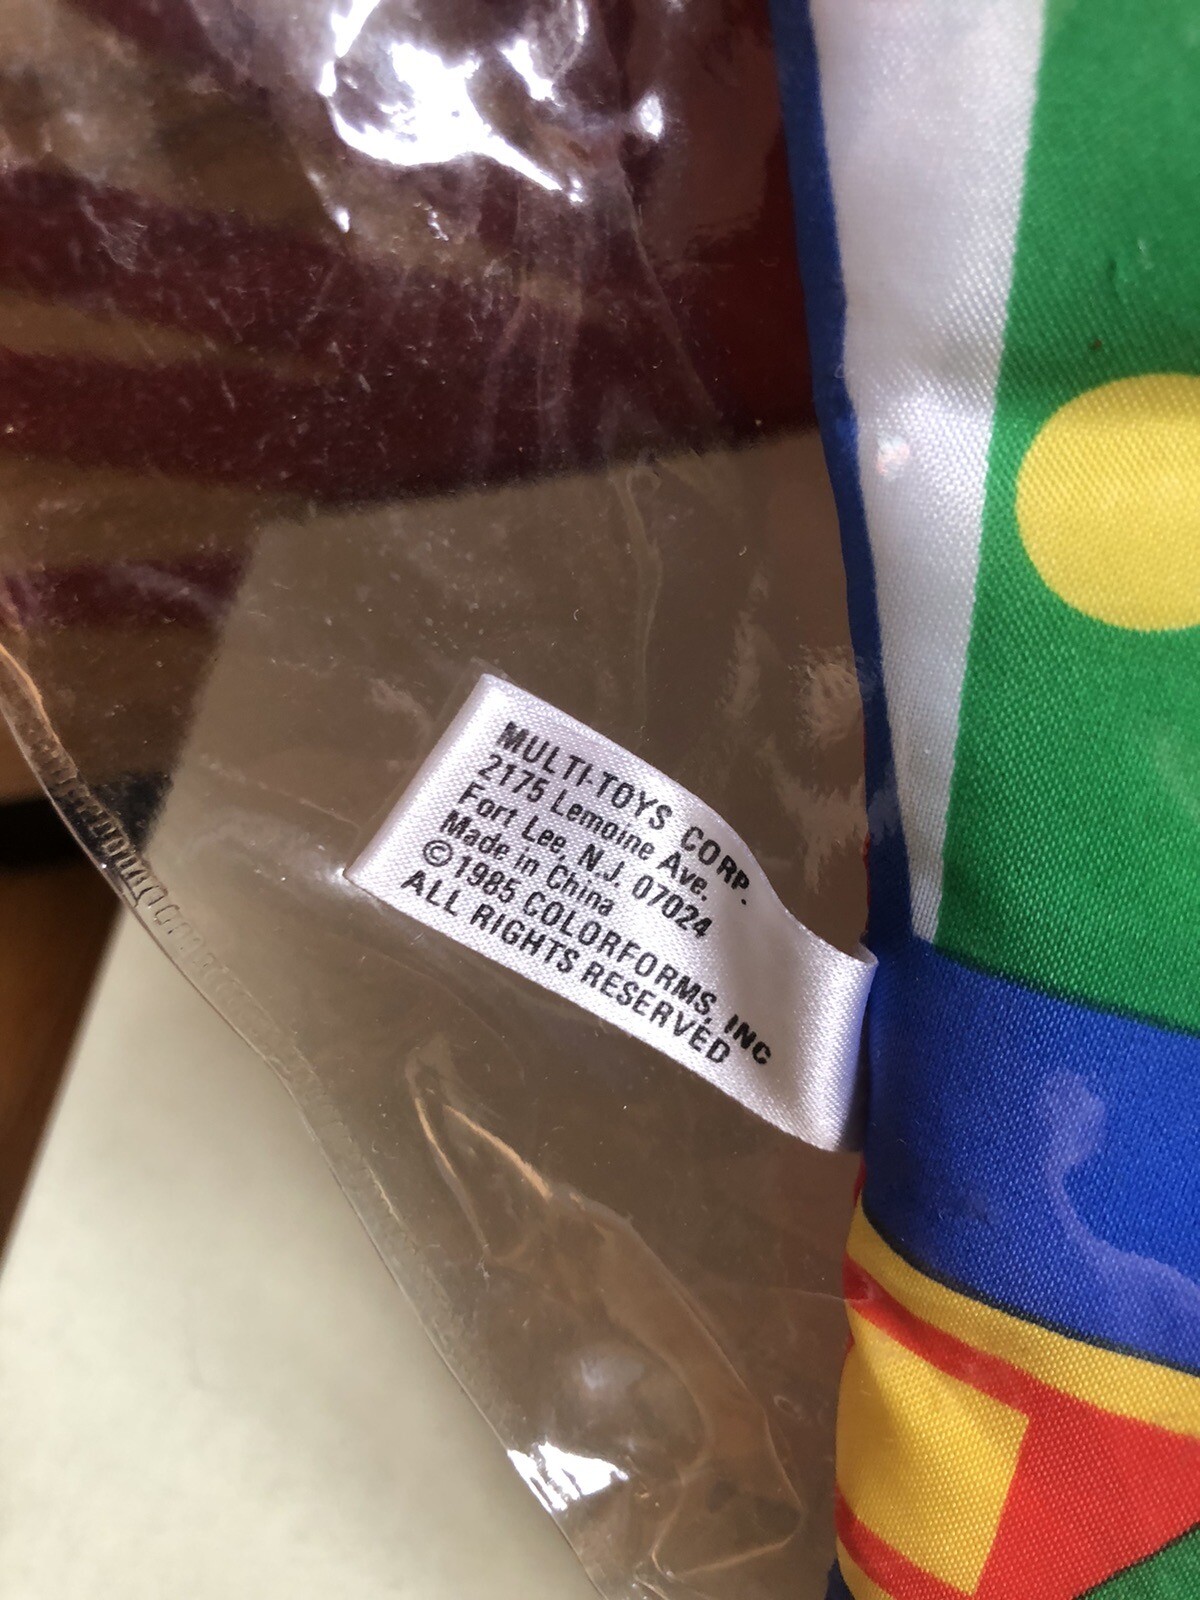 MULTI-TOYS CORP.
2175 Lemoine Ave.
Fort Lee, N.J. 07024
Made in China
©1985 COLORFORMS, INC
ALL RIGHTS RESERVED